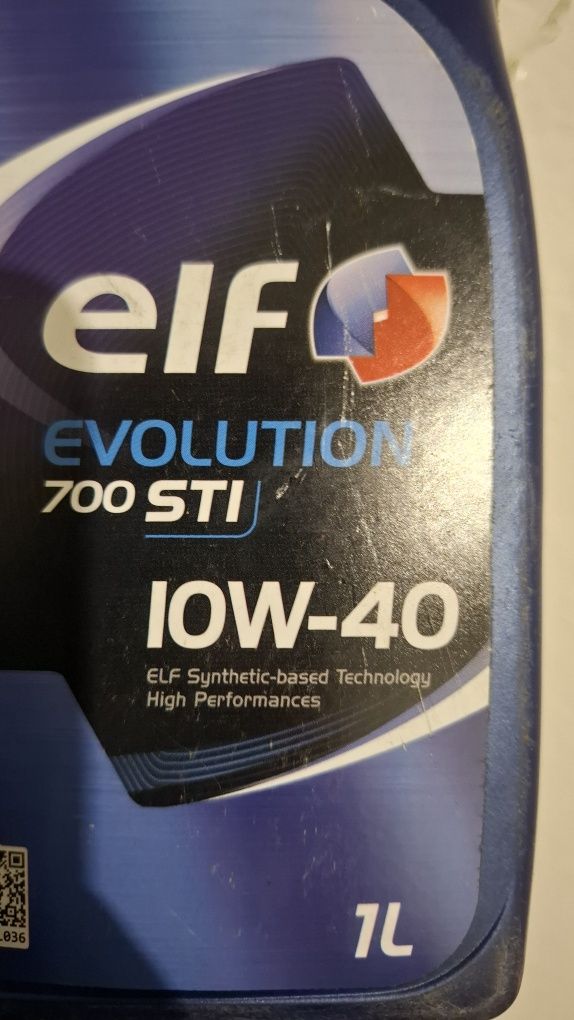 elf
EVOLUTION
700 STI
10W-40
ELF Synthetic-based Technology
High Performances
1L